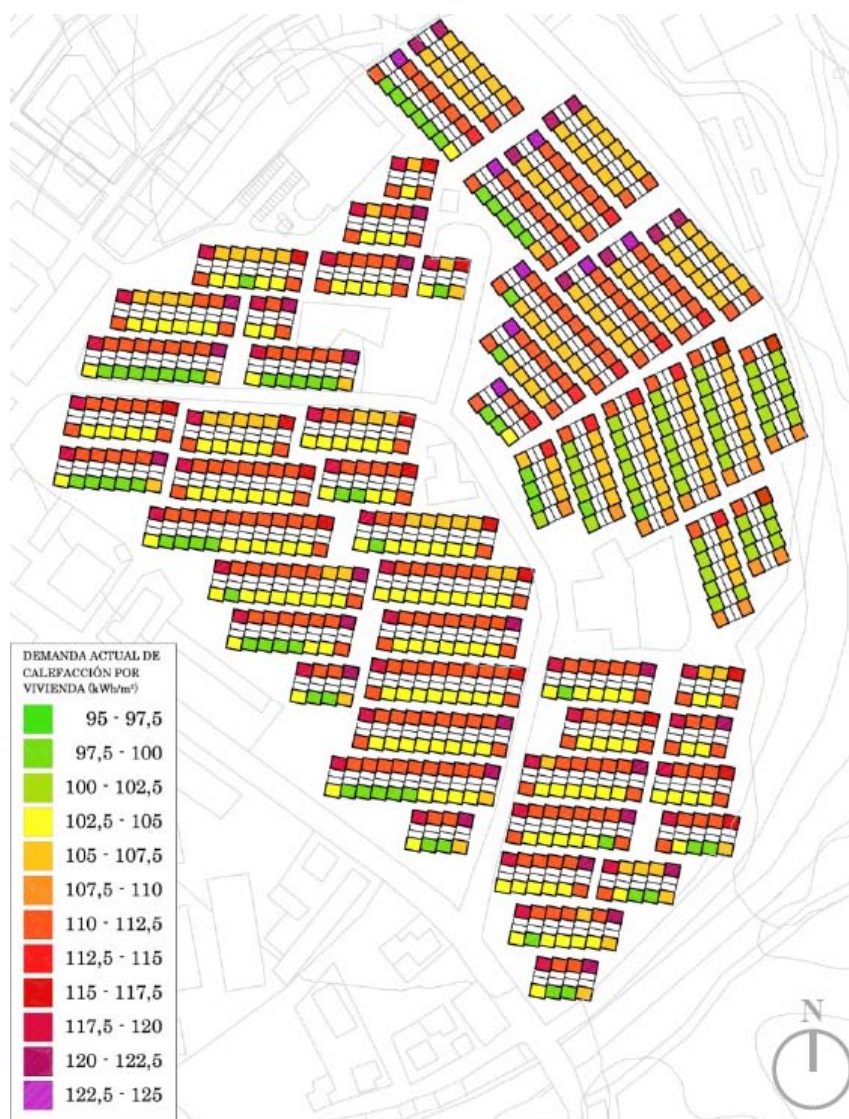 DEMANDA ACTUAL DE
CALEFACCIÓN POR
VIVIENDA (kWh/m²)
95 - 97,5
97,5 - 100
100 - 102,5
102,5 - 105
105 - 107,5
107,5 - 110
110 - 112,5
112,5 - 115
115 - 117,5
117,5 - 120
120 - 122,5
122,5 - 125
N